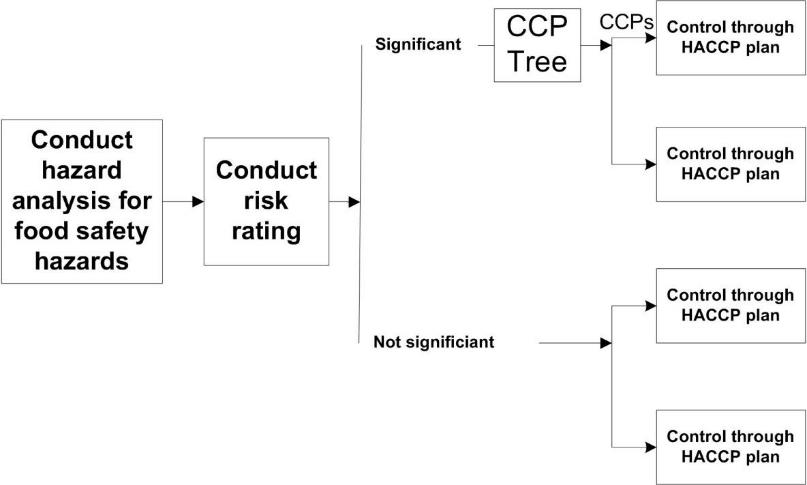 Conduct
hazard
analysis for
food safety
hazards
Conduct
risk
rating
Significant
CCP
Tree
CCPs
Control through
HACCP plan
Control through
HACCP plan
Not significiant
Control through
HACCP plan
Control through
HACCP plan